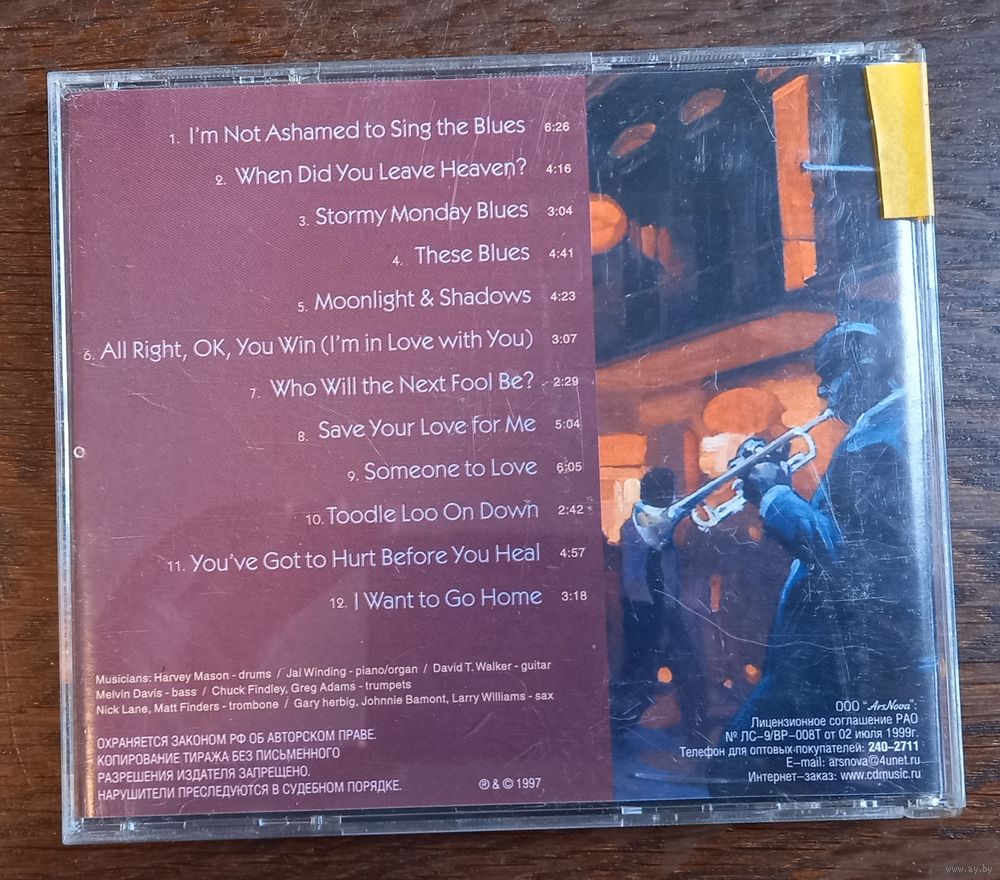 1. I'm Not Ashamed to Sing the Blues 6:26
2. When Did You Leave Heaven? 4:16
3. Stormy Monday Blues 3:04
4. These Blues 4:41
5. Moonlight & Shadows 4:23
6. All Right, OK, You Win (I'm in Love with You) 3:07
7. Who Will the Next Fool Be? 2:29
8. Save Your Love for Me 5:04
9. Someone to Love 6:05
10. Toodle Loo On Down 2:42
11. You've Got to Hurt Before You Heal 4:57
12. I Want to Go Home 3:18
Musicians: Harvey Mason - drums / Jai Winding - piano/organ / David T. Walker - guitar
Melvin Davis - bass / Chuck Findley, Greg Adams - trumpets
Nick Lane, Matt Finders - trombone / Gary herbig, Johnnie Bamont, Larry Williams - sax
ОХРАНЯЕТСЯ ЗАКОНОМ РФ ОБ АВТОРСКОМ ПРАВЕ.
КОПИРОВАНИЕ ТИРАЖА БЕЗ ПИСЬМЕННОГО
РАЗРЕШЕНИЯ ИЗДАТЕЛЯ ЗАПРЕЩЕНО.
НАРУШИТЕЛИ ПРЕСЛЕДУЮТСЯ В СУДЕБНОМ ПОРЯДКЕ.
℗ & © 1997
ООО "ArsNova";
Лицензионное соглашение РАО
№ ЛС-9/ВР-008Т от 02 июля 1999г.
Телефон для оптовых покупателей: 240-2711
E-mail: arsnova@4unet.ru
Интернет-заказ: www.cdmusic.ru
www.ay.by